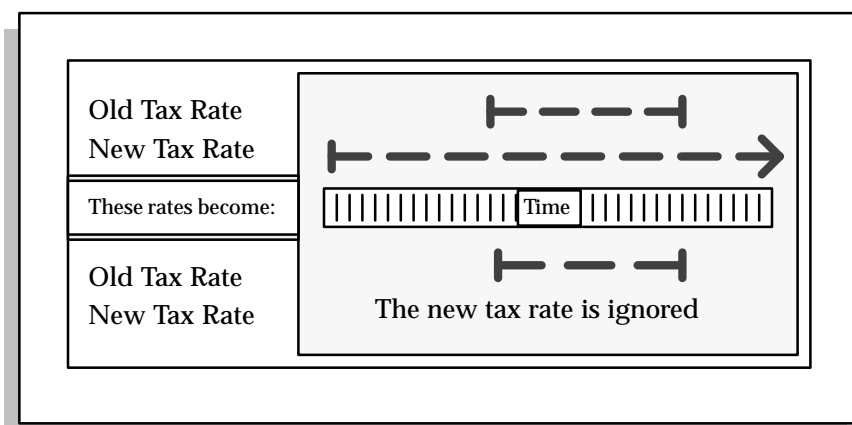 Old Tax Rate
New Tax Rate
These rates become:
Time
Old Tax Rate
New Tax Rate
The new tax rate is ignored